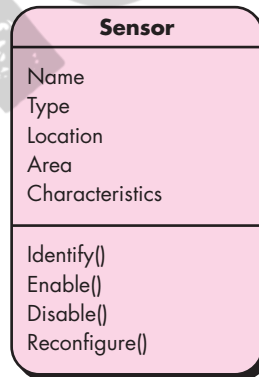 Sensor
Name
Type
Location
Area
Characteristics
Identify()
Enable()
Disable()
Reconfigure()